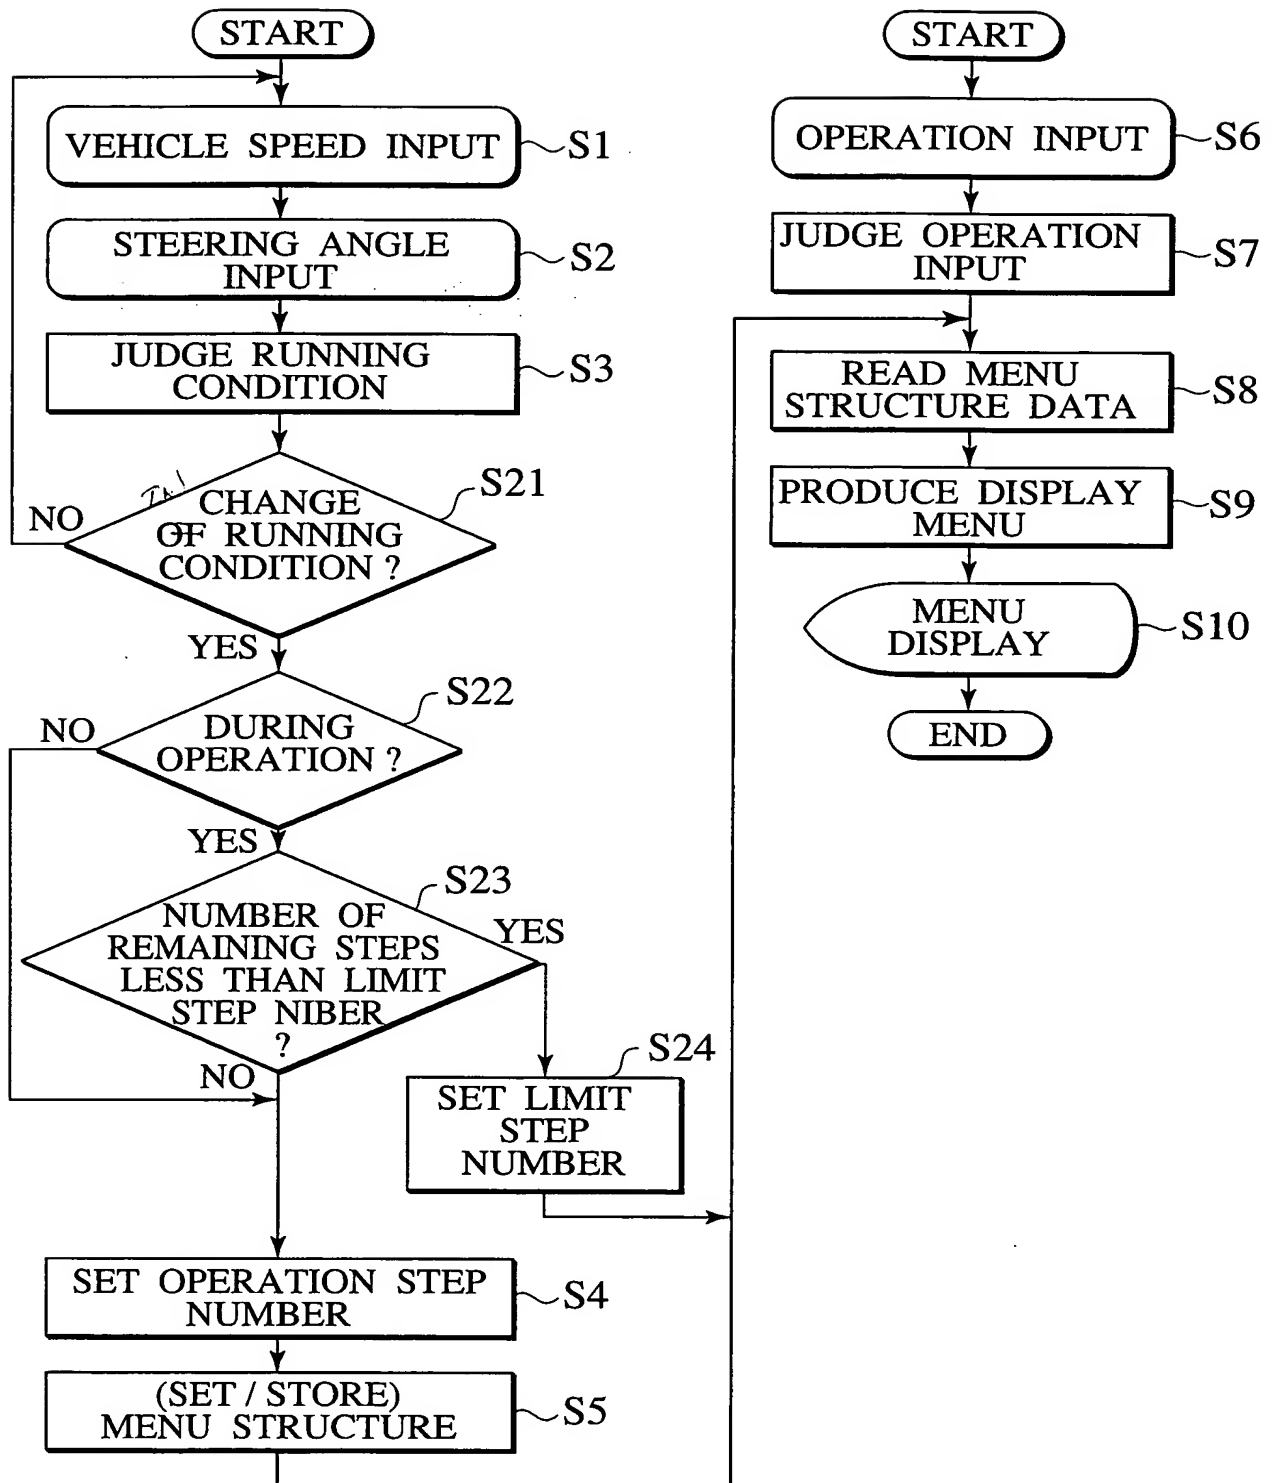 START
VEHICLE SPEED INPUT
S1
STEERING ANGLE
INPUT
S2
JUDGE RUNNING
CONDITION
S3
CHANGE
OF RUNNING
CONDITION ?
S21
NO
YES
DURING
OPERATION ?
S22
NO
YES
NUMBER OF
REMAINING STEPS
LESS THAN LIMIT
STEP NIBER
?
S23
YES
NO
SET LIMIT
STEP
NUMBER
S24
SET OPERATION STEP
NUMBER
S4
(SET / STORE)
MENU STRUCTURE
S5
START
OPERATION INPUT
S6
JUDGE OPERATION
INPUT
S7
READ MENU
STRUCTURE DATA
S8
PRODUCE DISPLAY
MENU
S9
MENU
DISPLAY
S10
END